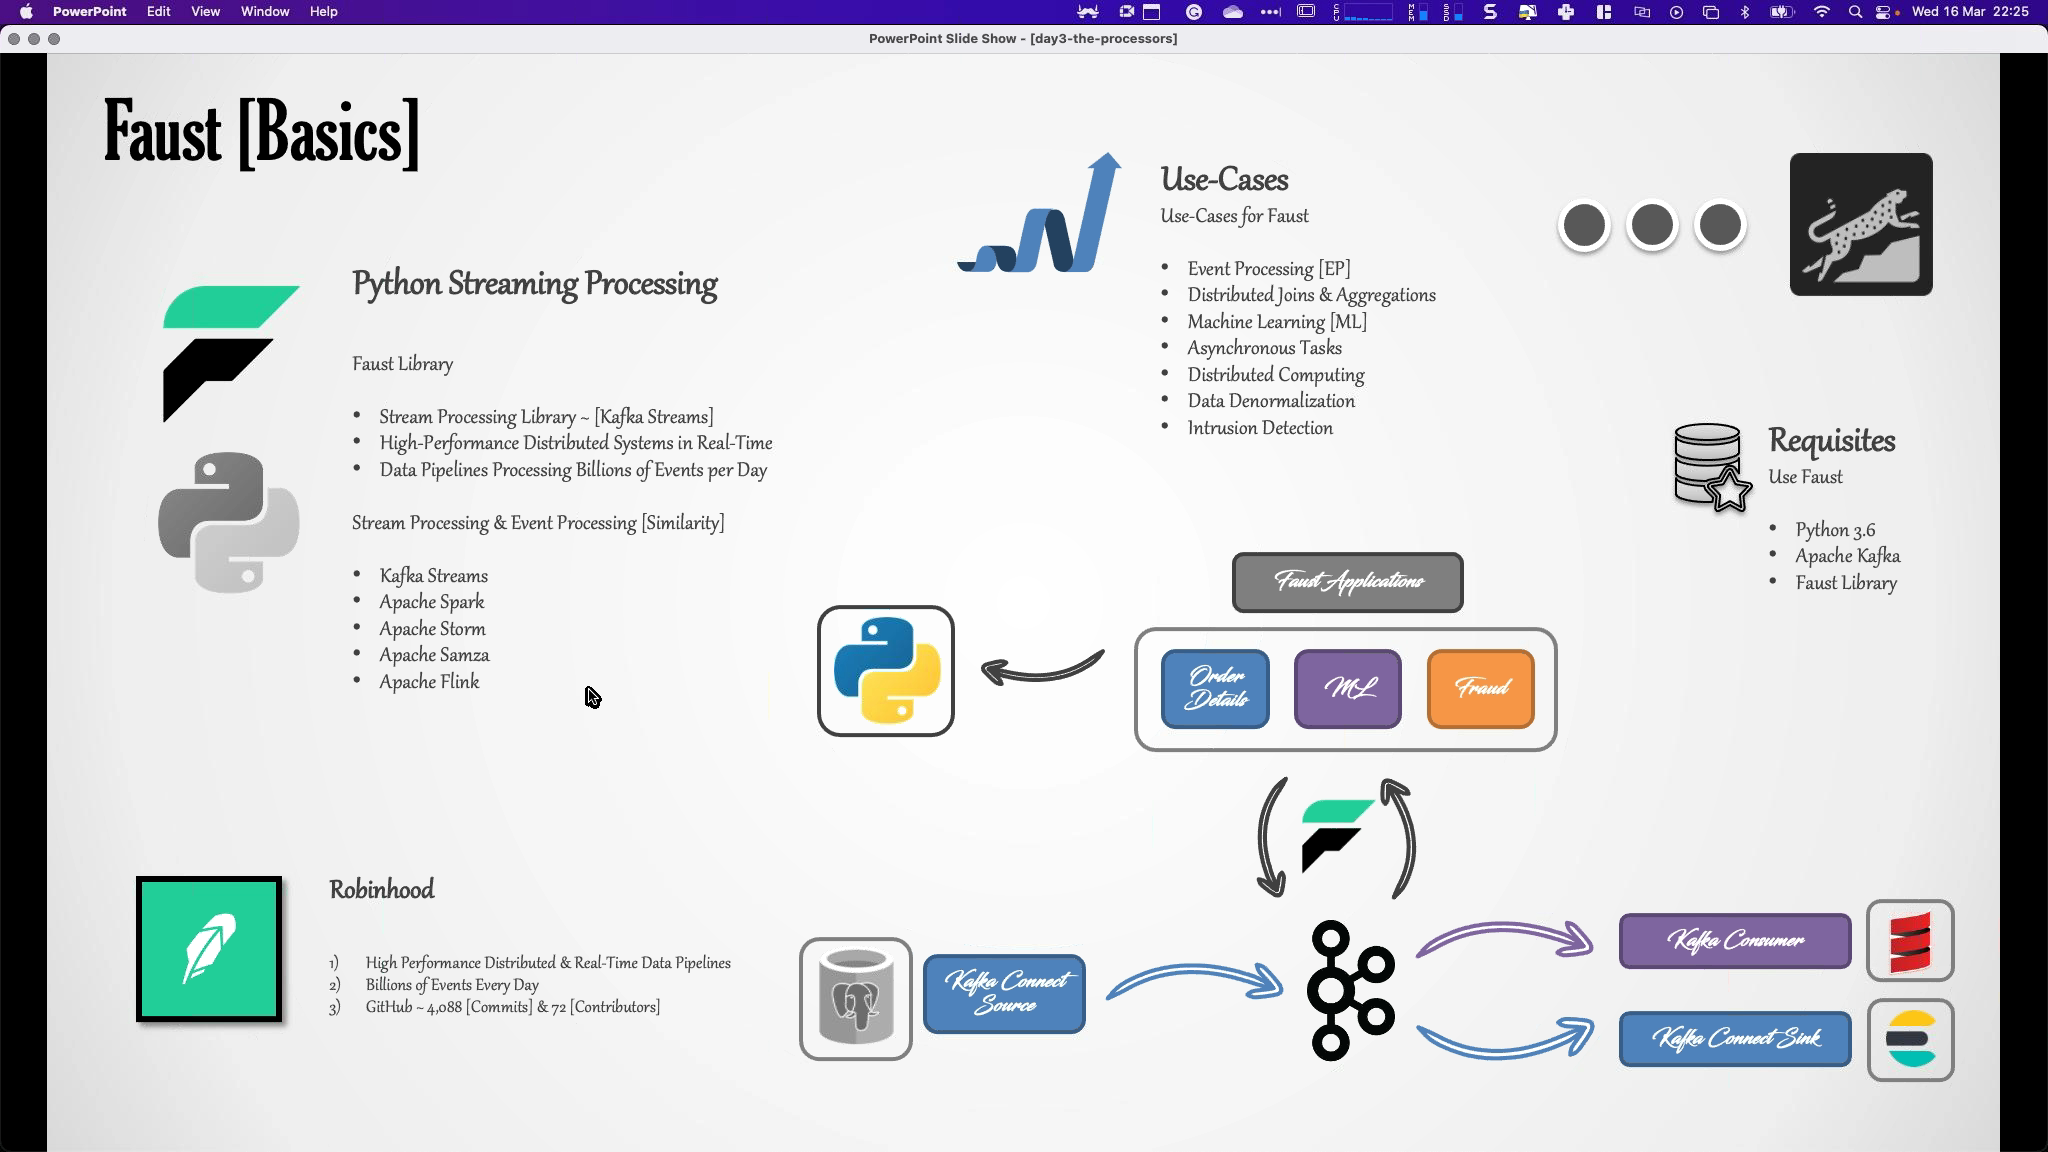 PowerPoint Edit View Window Help
Wed 16 Mar 22:25
PowerPoint Slide Show - [day3-the-processors]
Faust [Basics]
Python Streaming Processing
Faust Library
• Stream Processing Library ~ [Kafka Streams]
• High-Performance Distributed Systems in Real-Time
• Data Pipelines Processing Billions of Events per Day
Stream Processing & Event Processing [Similarity]
• Kafka Streams
• Apache Spark
• Apache Storm
• Apache Samza
• Apache Flink
Use-Cases
Use-Cases for Faust
• Event Processing [EP]
• Distributed Joins & Aggregations
• Machine Learning [ML]
• Asynchronous Tasks
• Distributed Computing
• Data Denormalization
• Intrusion Detection
Requisites
Use Faust
• Python 3.6
• Apache Kafka
• Faust Library
Faust Applications
Order
Details
ML
Fraud
Robinhood
1) High Performance Distributed & Real-Time Data Pipelines
2) Billions of Events Every Day
3) GitHub ~ 4,088 [Commits] & 72 [Contributors]
Kafka Connect
Source
Kafka Consumer
Kafka Connect Sink